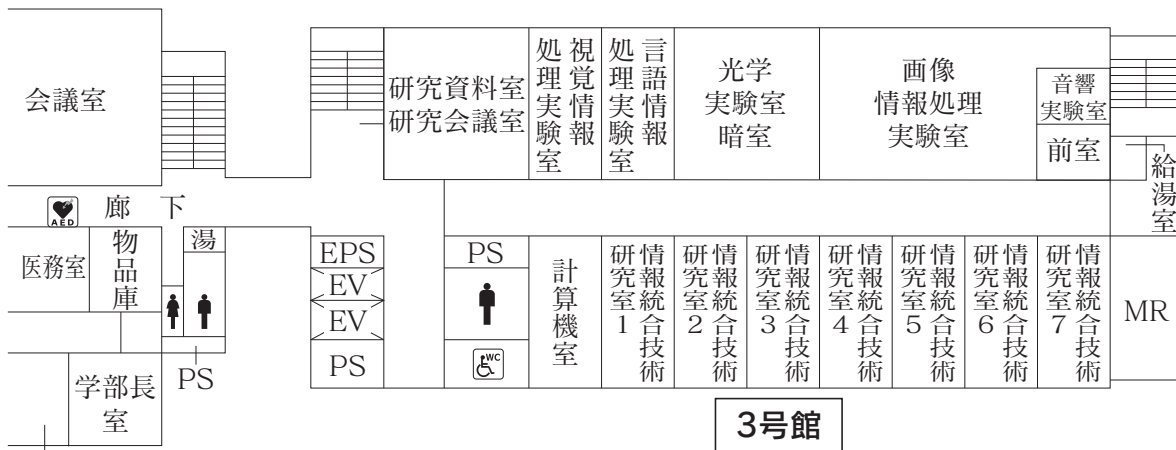 会議室
研究資料室
研究会議室
視覚情報
処理実験室
言語情報
処理実験室
光学
実験室
暗室
画像
情報処理
実験室
音響
実験室
前室
給湯室
AED
廊下
医務室
物品庫
湯
EPS
EV
EV
PS
PS
WC
計算機室
情報統合技術
研究室1
情報統合技術
研究室2
情報統合技術
研究室3
情報統合技術
研究室4
情報統合技術
研究室5
情報統合技術
研究室6
情報統合技術
研究室7
MR
学部長
室
PS
3号館